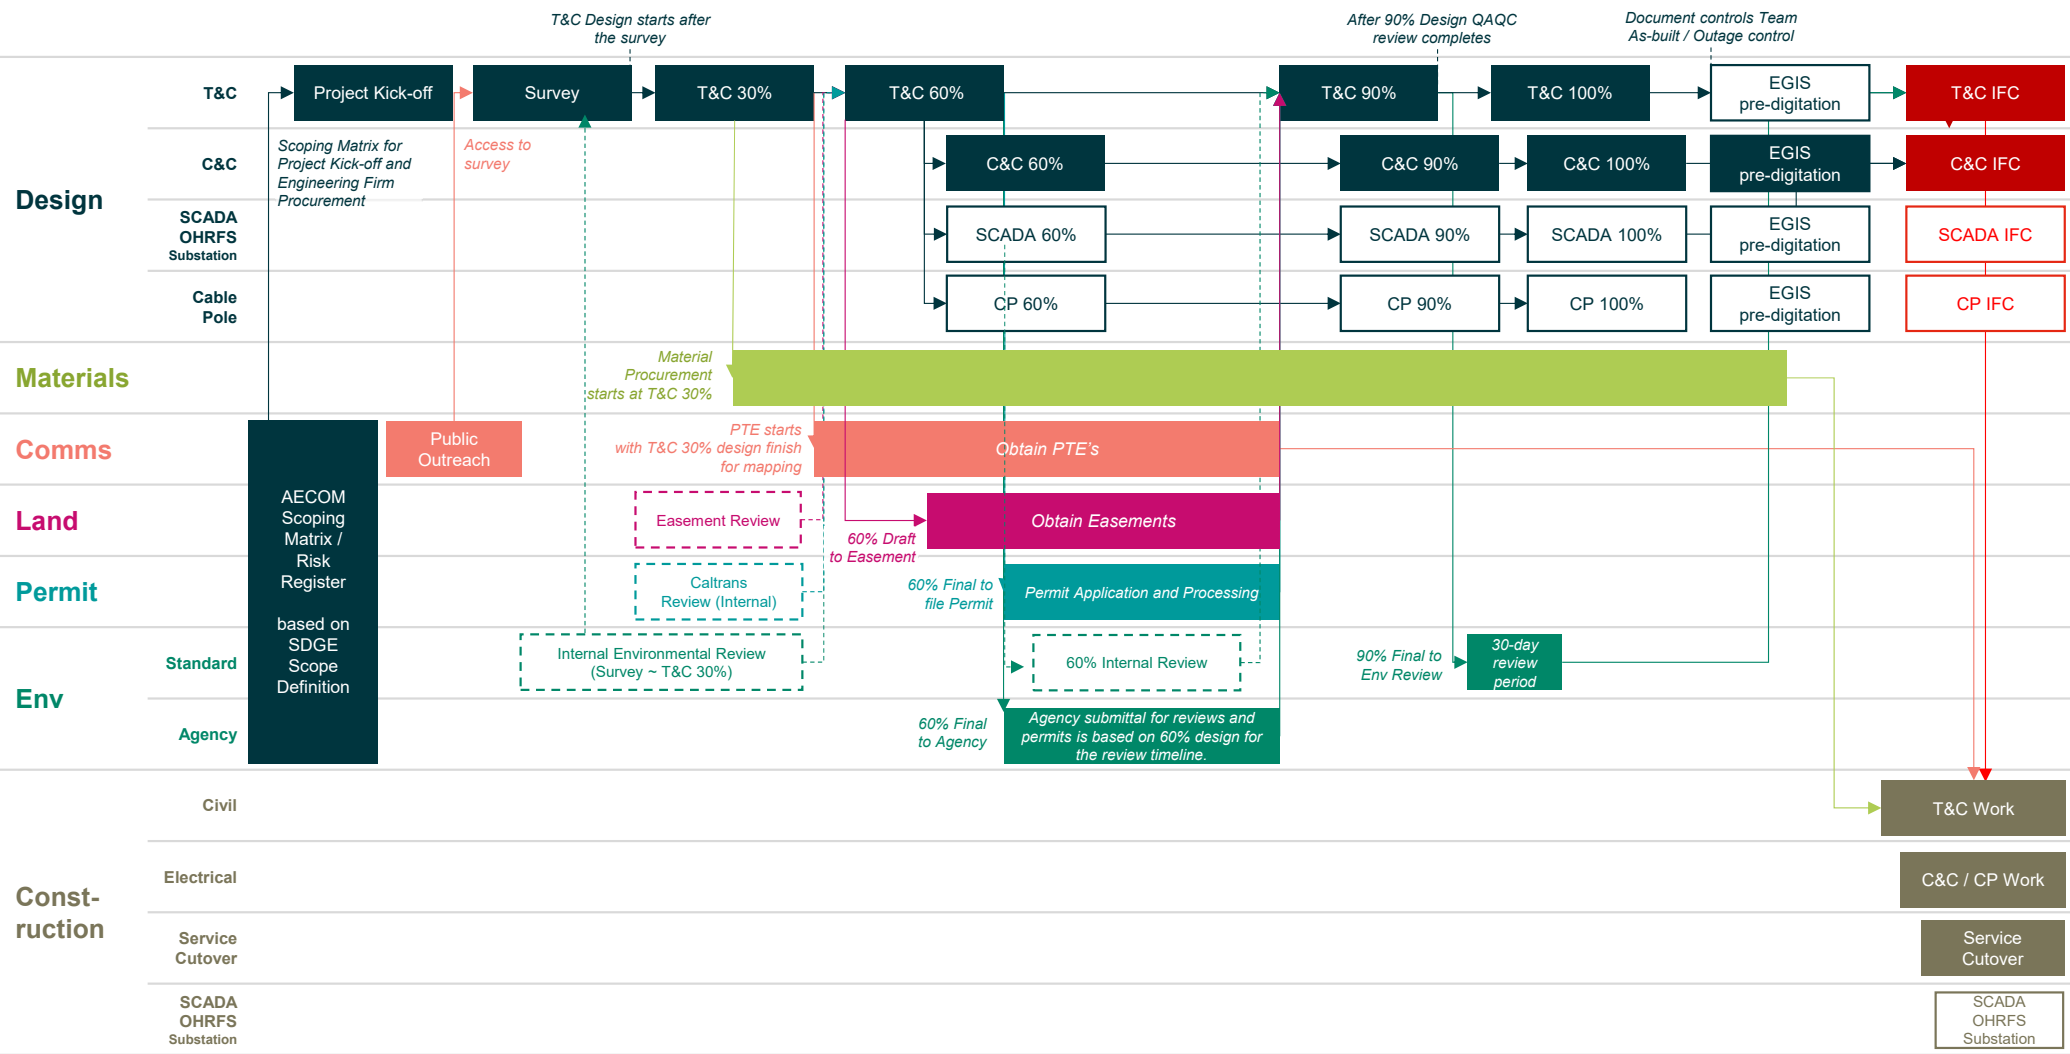 T&C Design starts after
the survey
After 90% Design QAQC
review completes
Document controls Team
As-built / Outage control
Design
T&C
Project Kick-off
Survey
T&C 30%
T&C 60%
T&C 90%
T&C 100%
EGIS
pre-digitation
T&C IFC
Scoping Matrix for
Project Kick-off and
Engineering Firm
Procurement
Access to
survey
C&C
C&C 60%
C&C 90%
C&C 100%
EGIS
pre-digitation
C&C IFC
SCADA
OHRFS
Substation
SCADA 60%
SCADA 90%
SCADA 100%
EGIS
pre-digitation
SCADA IFC
Cable
Pole
CP 60%
CP 90%
CP 100%
EGIS
pre-digitation
CP IFC
Materials
Material
Procurement
starts at T&C 30%
Comms
Public
Outreach
PTE starts
with T&C 30% design finish
for mapping
Obtain PTE's
AECOM
Scoping
Matrix /
Risk
Register
based on
SDGE
Scope
Definition
Land
Easement Review
60% Draft
to Easement
Obtain Easements
Permit
Caltrans
Review (Internal)
60% Final to
file Permit
Permit Application and Processing
Env
Standard
Internal Environmental Review
(Survey ~ T&C 30%)
60% Internal Review
90% Final to
Env Review
30-day
review
period
Agency
60% Final
to Agency
Agency submittal for reviews and
permits is based on 60% design for
the review timeline.
Const-
ruction
Civil
T&C Work
Electrical
C&C / CP Work
Service
Cutover
Service
Cutover
SCADA
OHRFS
Substation
SCADA
OHRFS
Substation